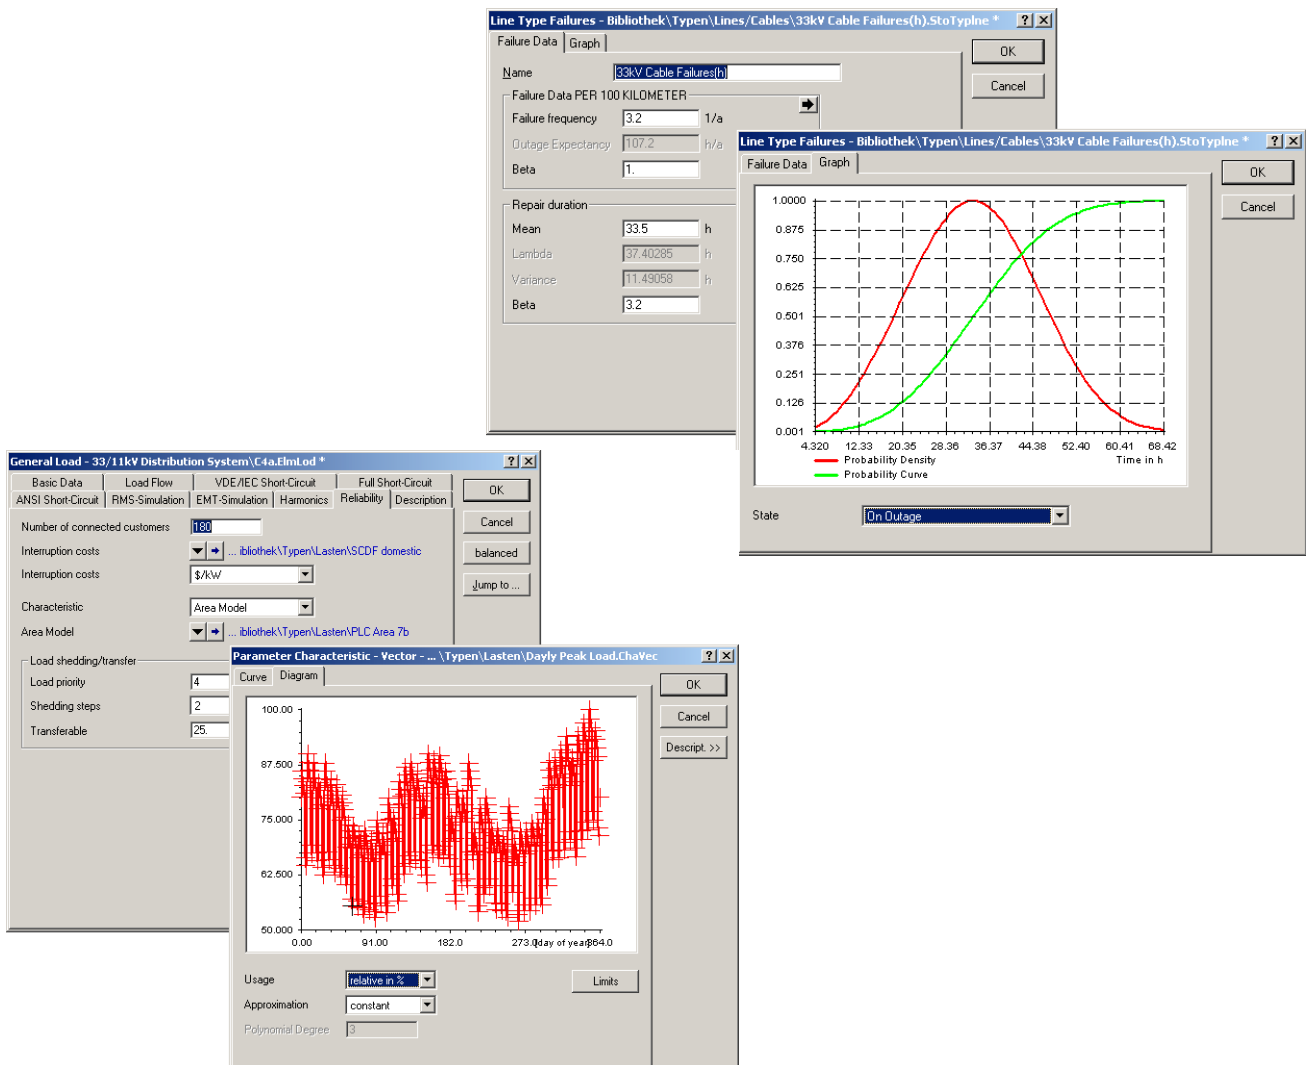 Line Type Failures - Bibliothek\Typen\Lines/Cables\33kV Cable Failures(h).StoTypIne *
Failure Data Graph
OK
Cancel
Name 33kV Cable Failures(h)
Failure Data PER 100 KILOMETER
Failure frequency 3.2 1/a
Outage Expectancy 107.2 h/a
Beta 1.
Repair duration
Mean 33.5 h
Lambda 37.40285 h
Variance 11.49058 h
Beta 3.2
Line Type Failures - Bibliothek\Typen\Lines/Cables\33kV Cable Failures(h).StoTypIne *
Failure Data Graph
OK
Cancel
1.0000
0.875
0.750
0.625
0.501
0.376
0.251
0.126
0.001
4.320 12.33 20.35 28.36 36.37 44.38 52.40 60.41 68.42
Probability Density
Time in h
Probability Curve
State On Outage
General Load - 33/11kV Distribution System\C4a.ElmLod *
Basic Data Load Flow VDE/IEC Short-Circuit Full Short-Circuit
ANSI Short-Circuit RMS-Simulation EMT-Simulation Harmonics Reliability Description
OK
Cancel
balanced
Jump to ...
Number of connected customers 180
Interruption costs ... ibliothek\Typen\Lasten\SCDF domestic
Interruption costs $/kW
Characteristic Area Model
Area Model ... ibliothek\Typen\Lasten\PLC Area 7b
Load shedding/transfer
Load priority 4
Shedding steps 2
Transferable 25.
Parameter Characteristic - Vector - ... \Typen\Lasten\Dayly Peak Load.ChaVec
Curve Diagram
OK
Cancel
Descript. >>
100.00
87.500
75.000
62.500
50.000
0.00 91.00 182.0 273.0 [day of year] 364.0
Usage relative in %
Limits
Approximation constant
Polynomial Degree 3